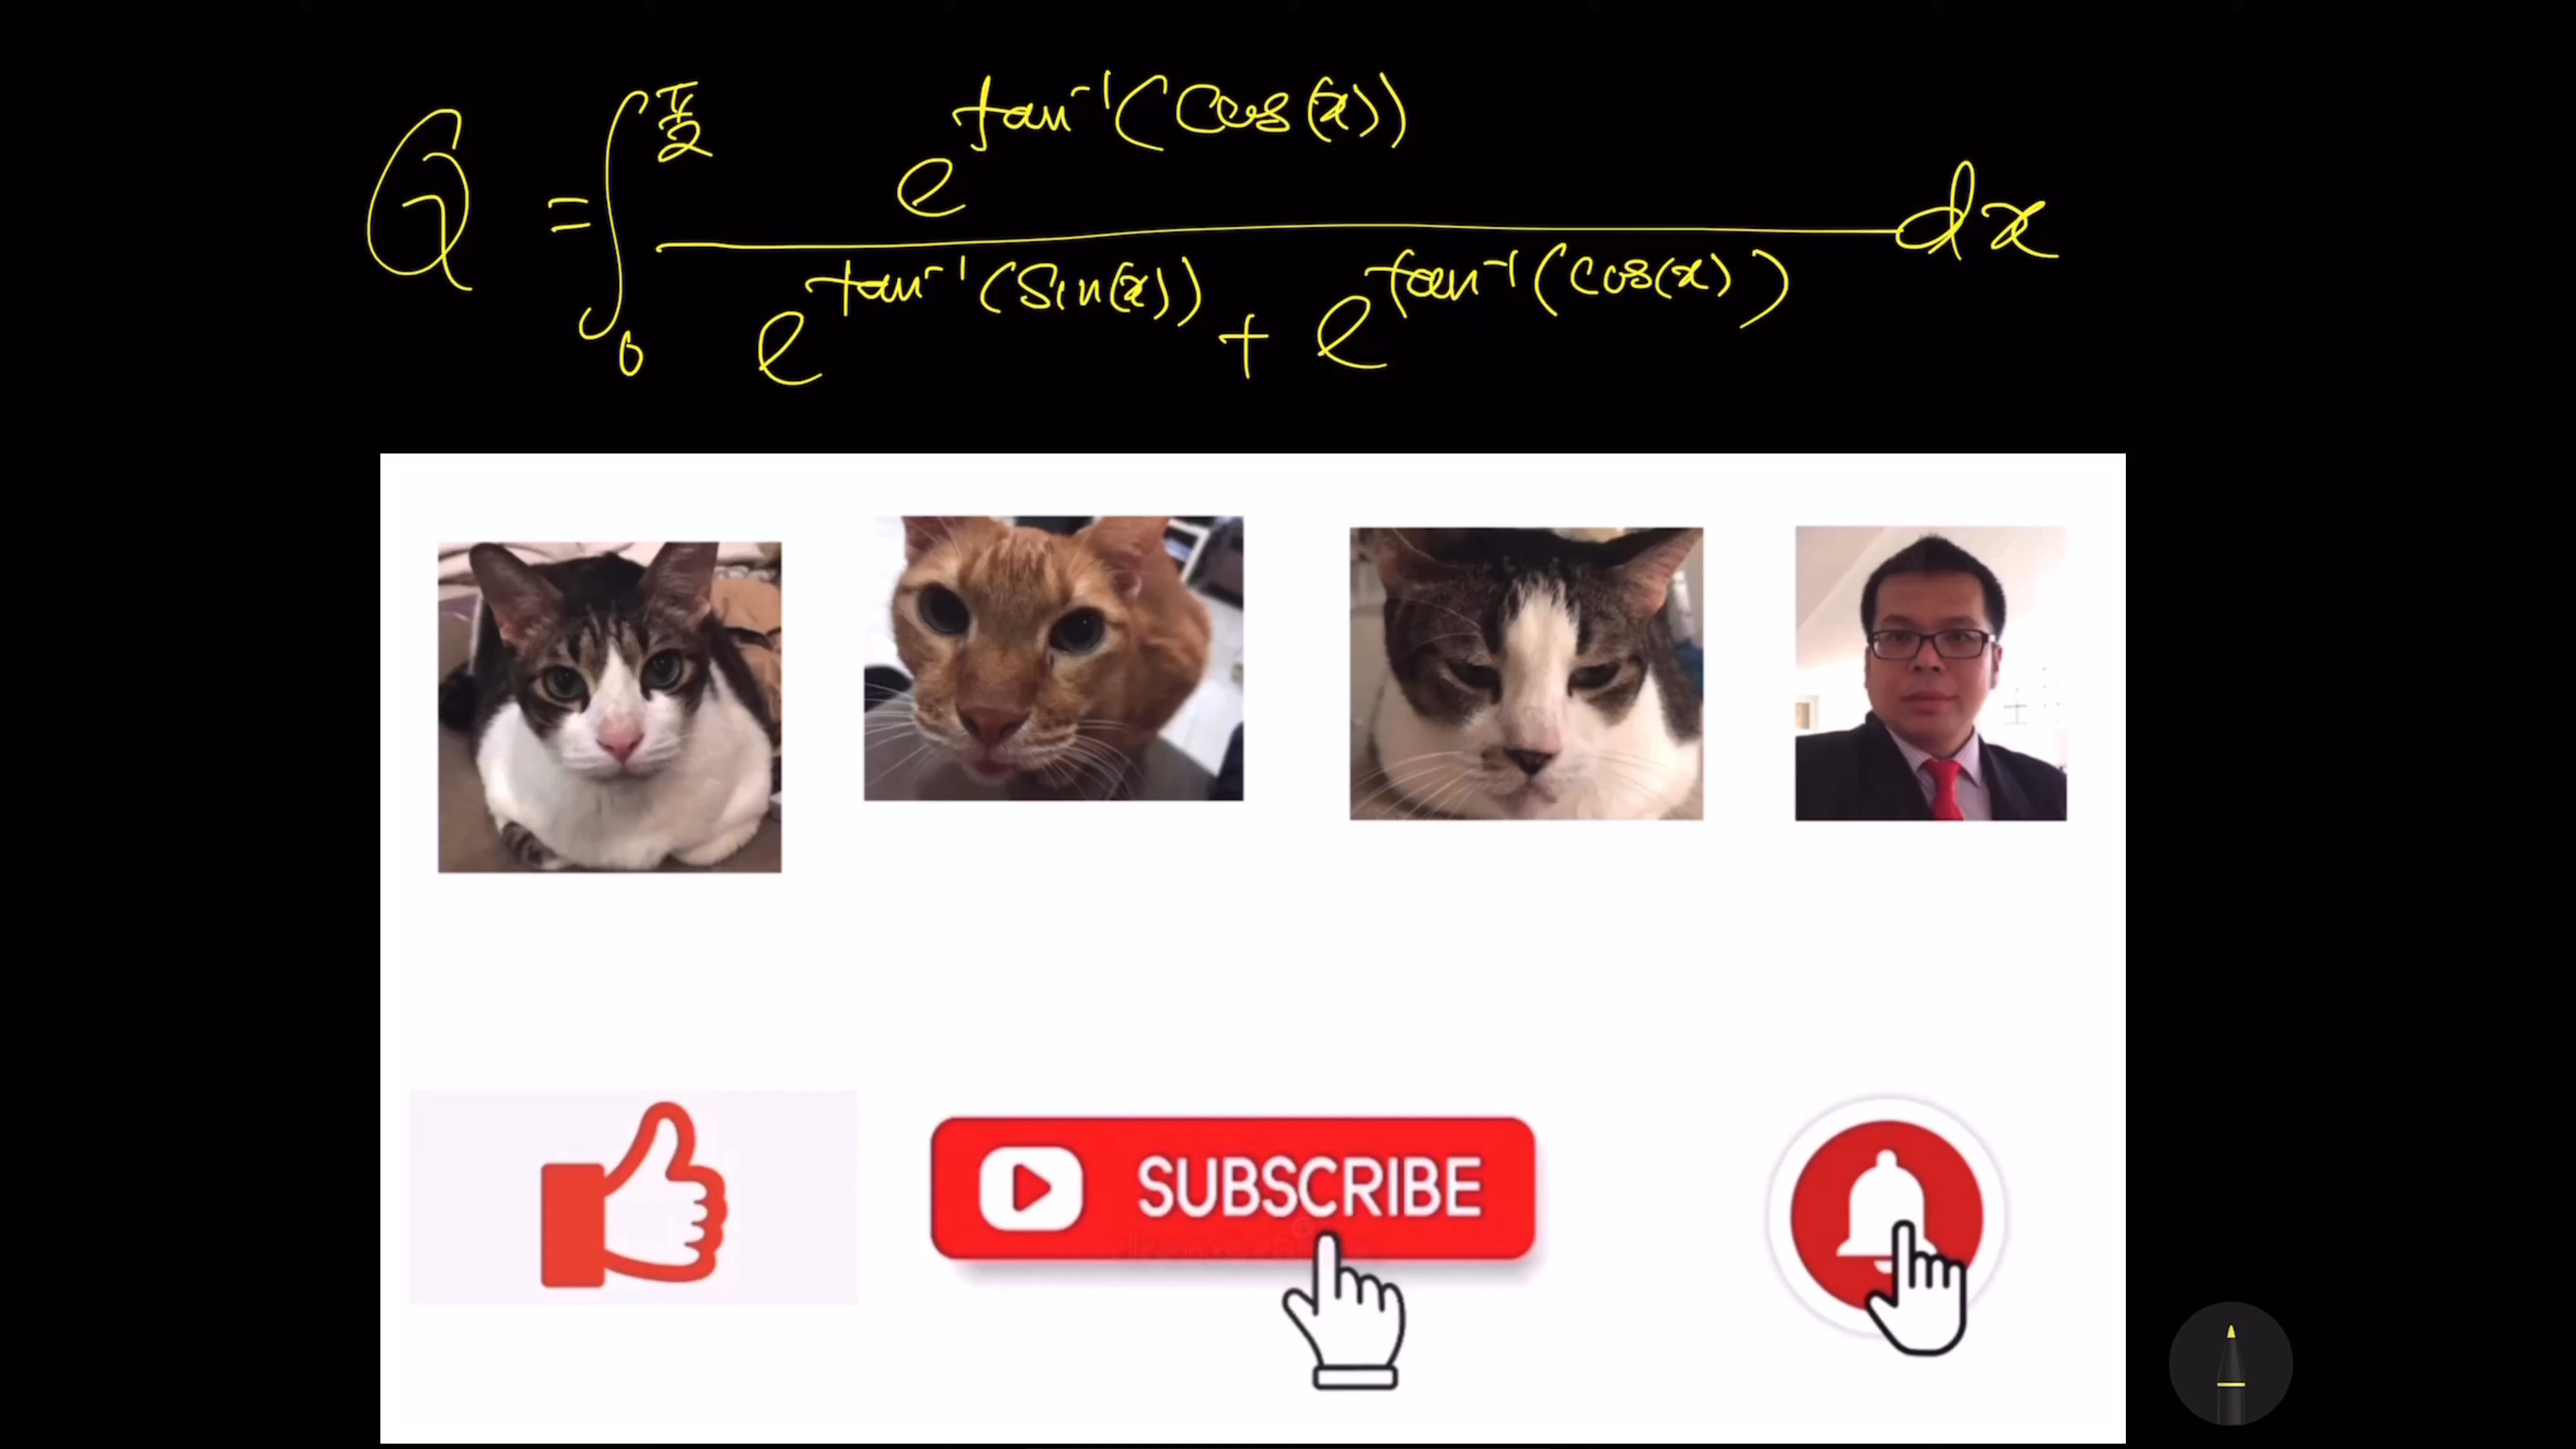 Q = ∫₀^(π/2) e^(tan⁻¹(cos(x))) / (e^(tan⁻¹(sin(x))) + e^(tan⁻¹(cos(x)))) dx
SUBSCRIBE